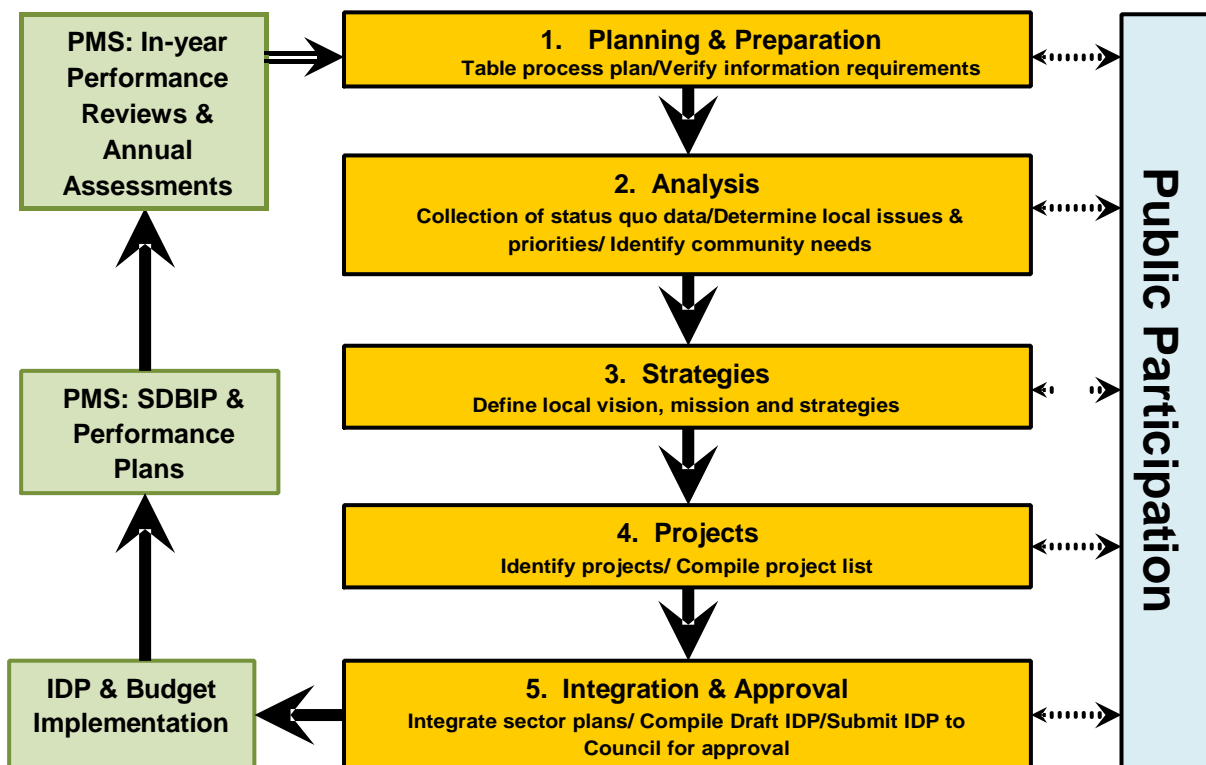 PMS: In-year
Performance
Reviews &
Annual
Assessments
1. Planning & Preparation
Table process plan/Verify information requirements
2. Analysis
Collection of status quo data/Determine local issues &
priorities/ Identify community needs
3. Strategies
Define local vision, mission and strategies
PMS: SDBIP &
Performance
Plans
4. Projects
Identify projects/ Compile project list
IDP & Budget
Implementation
5. Integration & Approval
Integrate sector plans/ Compile Draft IDP/Submit IDP to
Council for approval
Public Participation